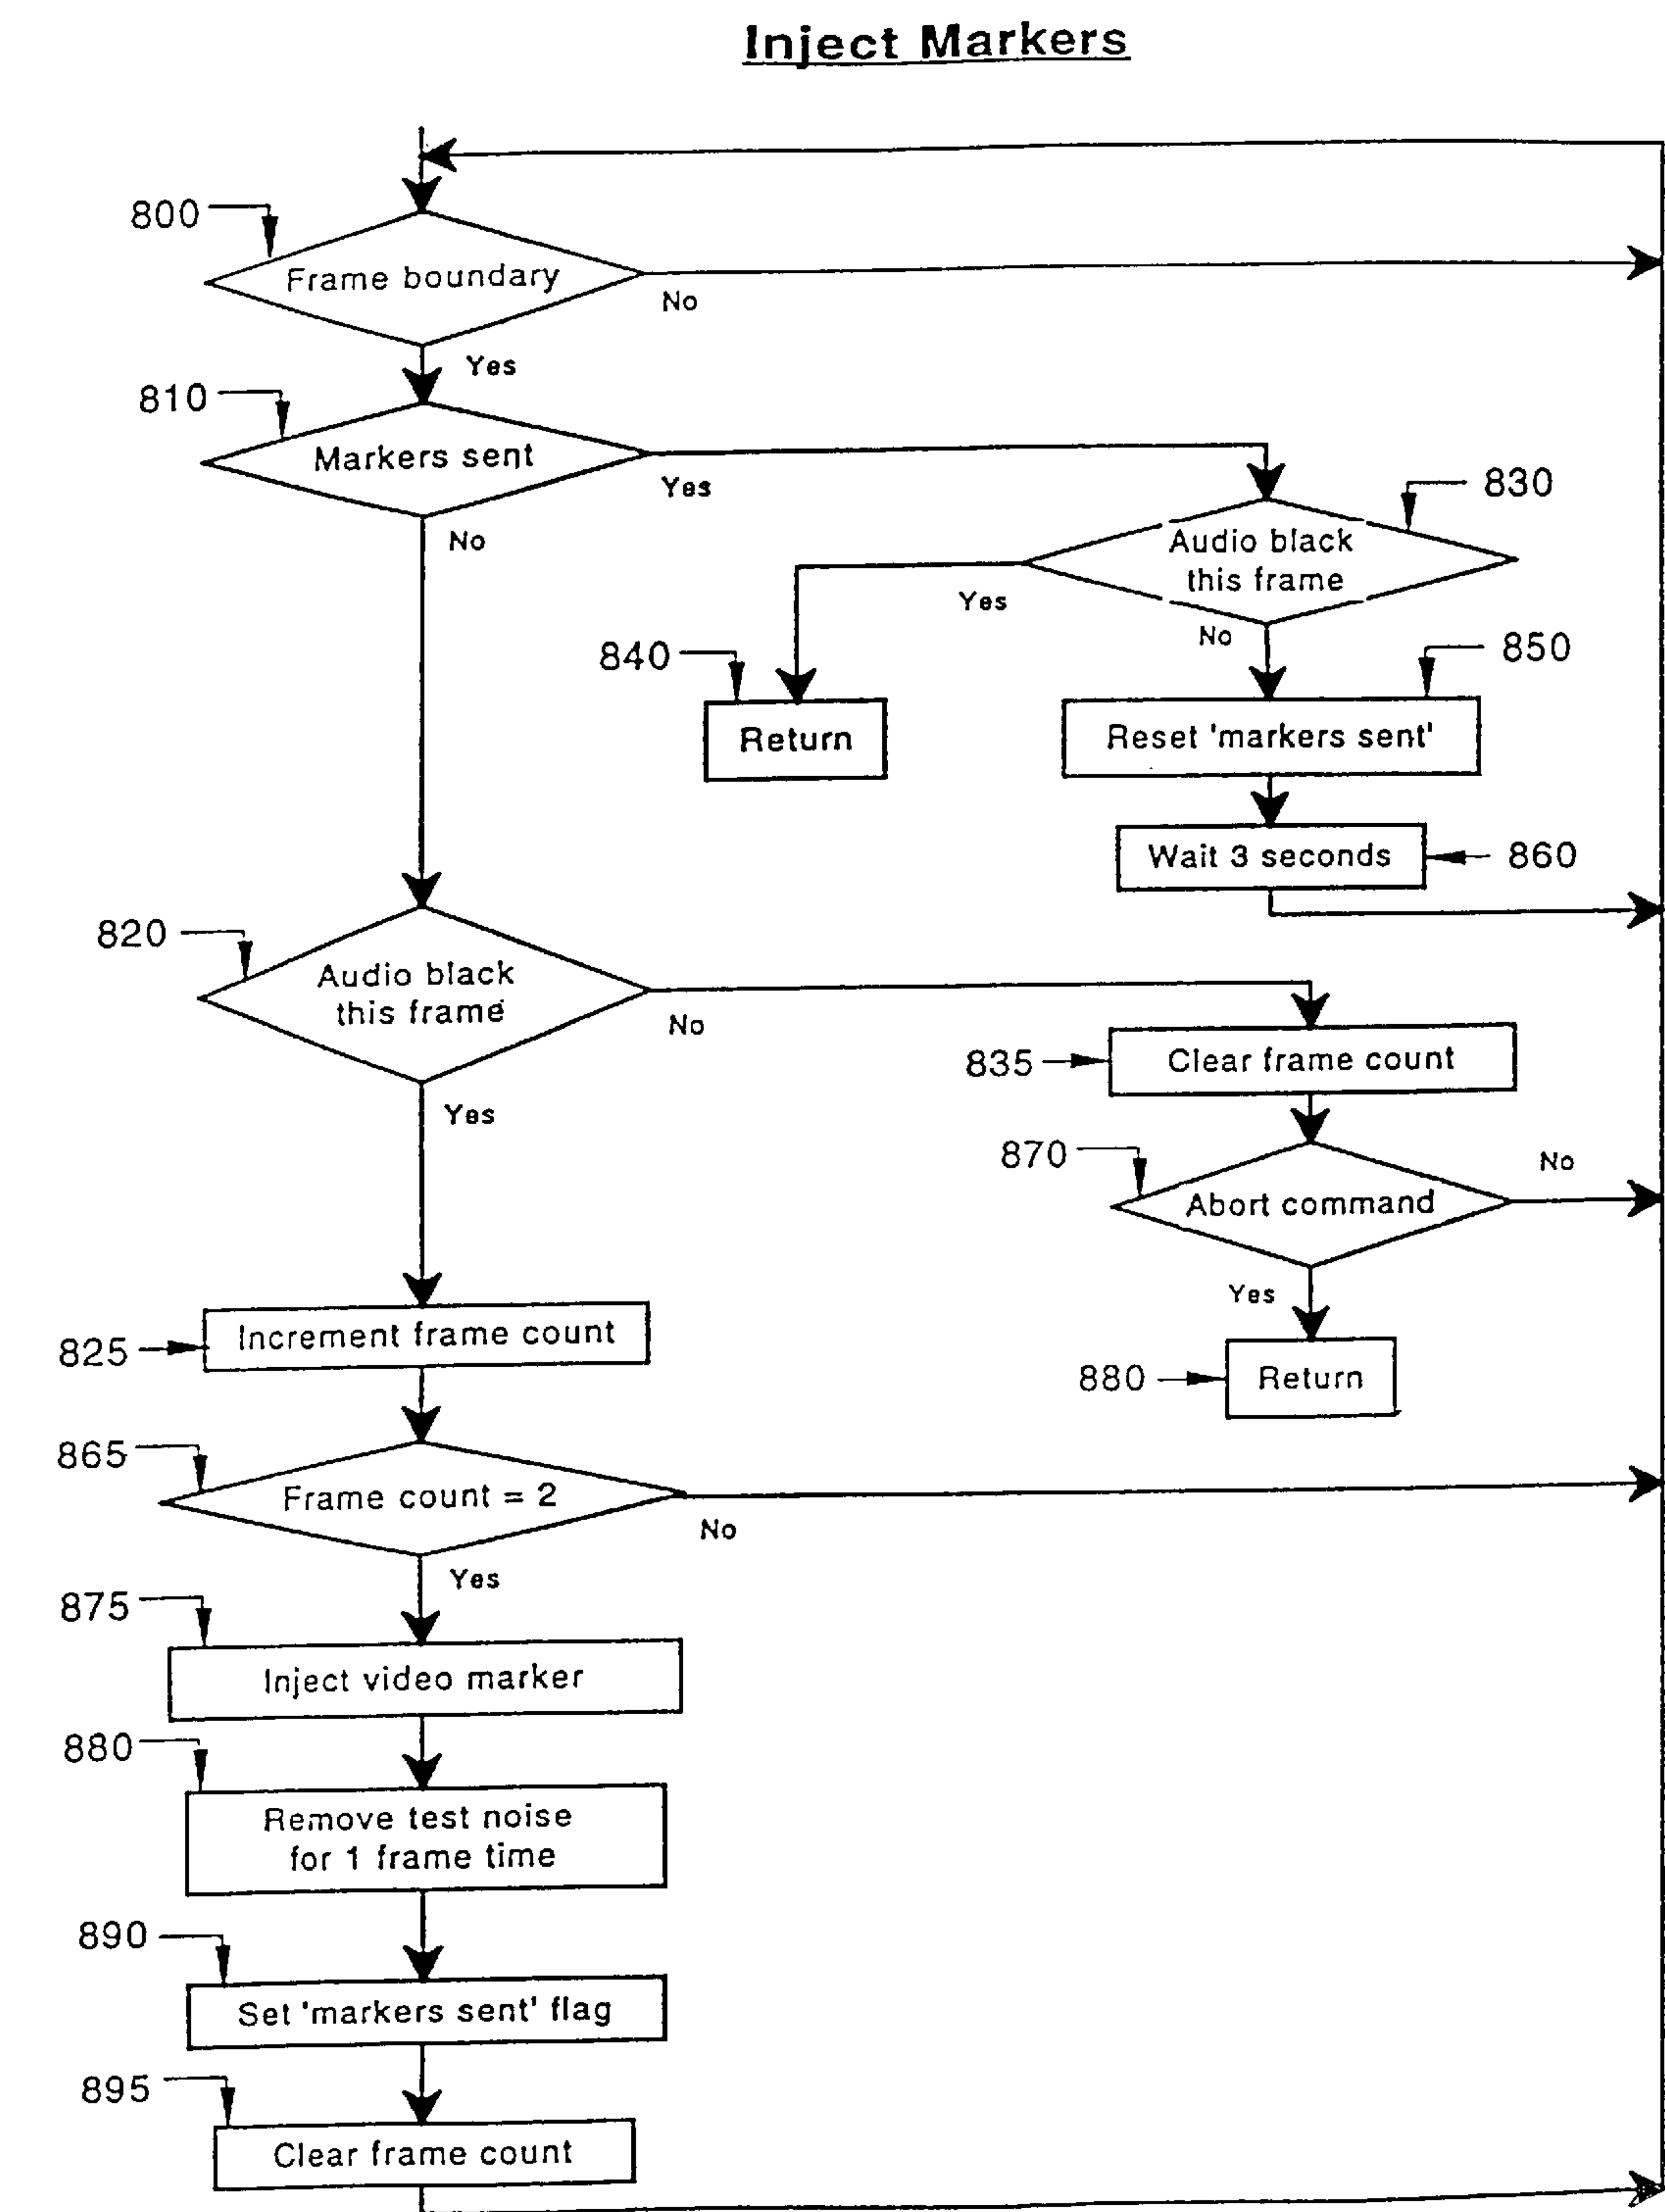 Inject Markers
800
Frame boundary
No
Yes
810
Markers sent
Yes
No
830
Audio black
this frame
Yes
No
840
Return
850
Reset 'markers sent'
Wait 3 seconds
860
820
Audio black
this frame
No
Yes
835
Clear frame count
870
Abort command
No
Yes
880
Return
825
Increment frame count
865
Frame count = 2
No
Yes
875
Inject video marker
880
Remove test noise
for 1 frame time
890
Set 'markers sent' flag
895
Clear frame count